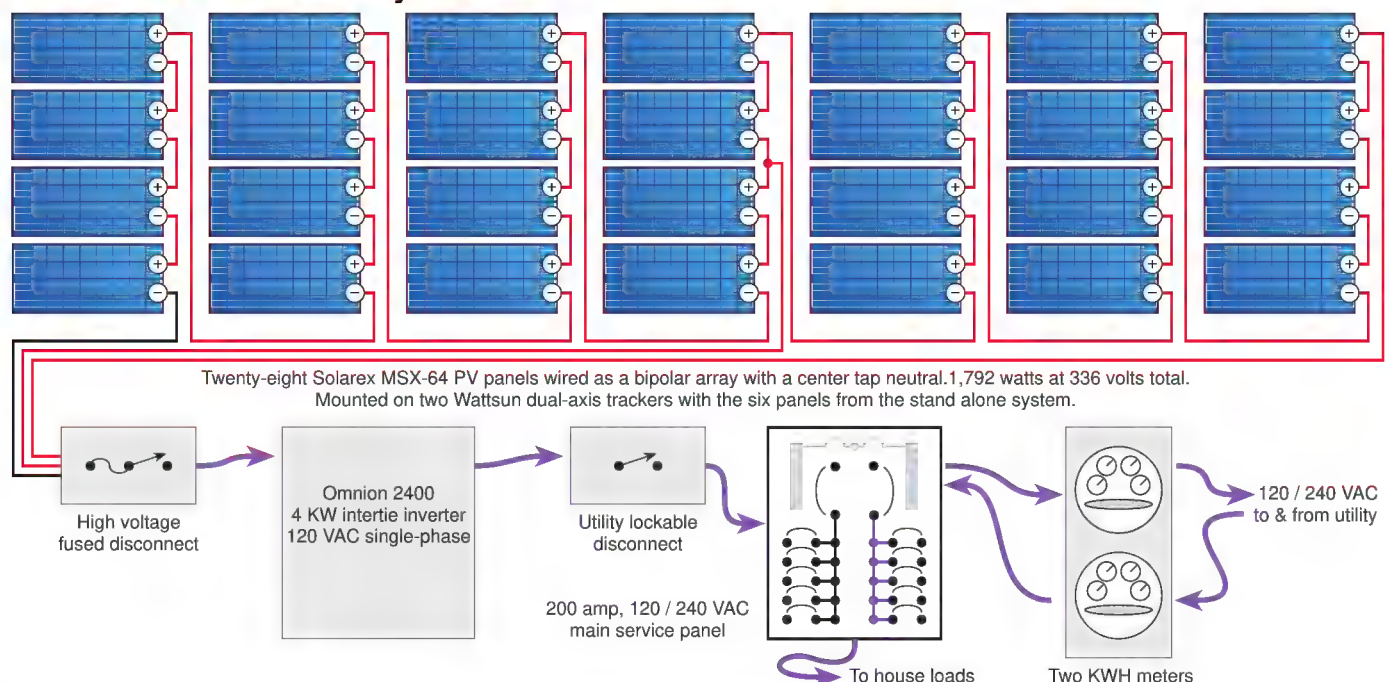 Twenty-eight Solarex MSX-64 PV panels wired as a bipolar array with a center tap neutral.1,792 watts at 336 volts total.
Mounted on two Wattsun dual-axis trackers with the six panels from the stand alone system.
High voltage
fused disconnect
Omnion 2400
4 KW intertie inverter
120 VAC single-phase
Utility lockable
disconnect
200 amp, 120 / 240 VAC
main service panel
To house loads
120 / 240 VAC
to & from utility
Two KWH meters